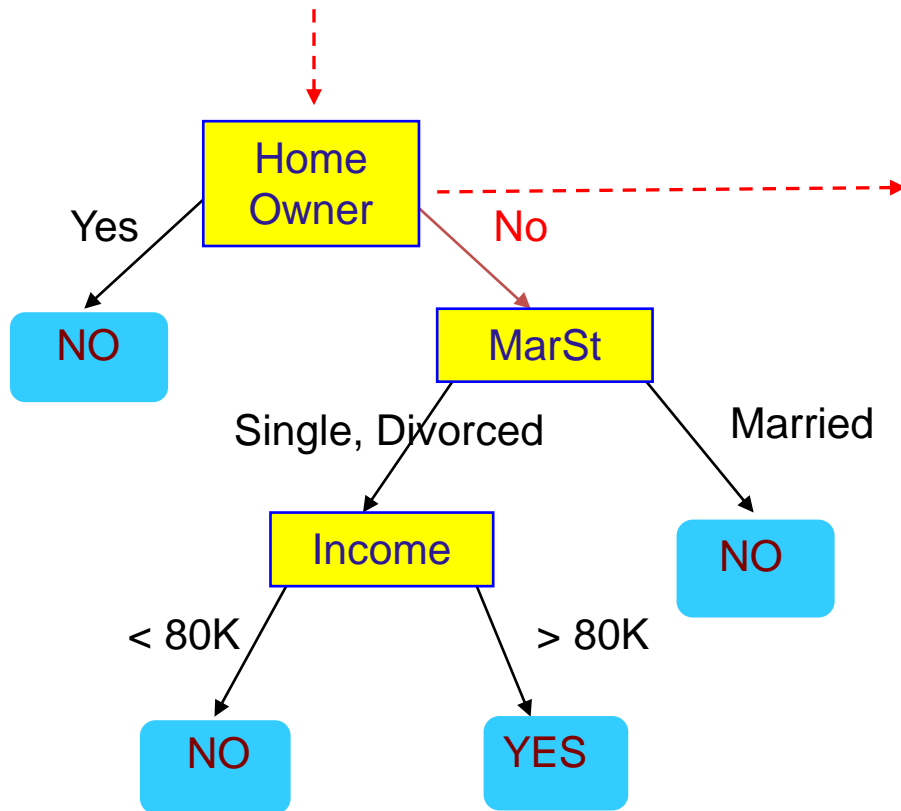 Home
Owner
Yes
No
NO
MarSt
Single, Divorced
Married
Income
NO
< 80K
> 80K
NO
YES